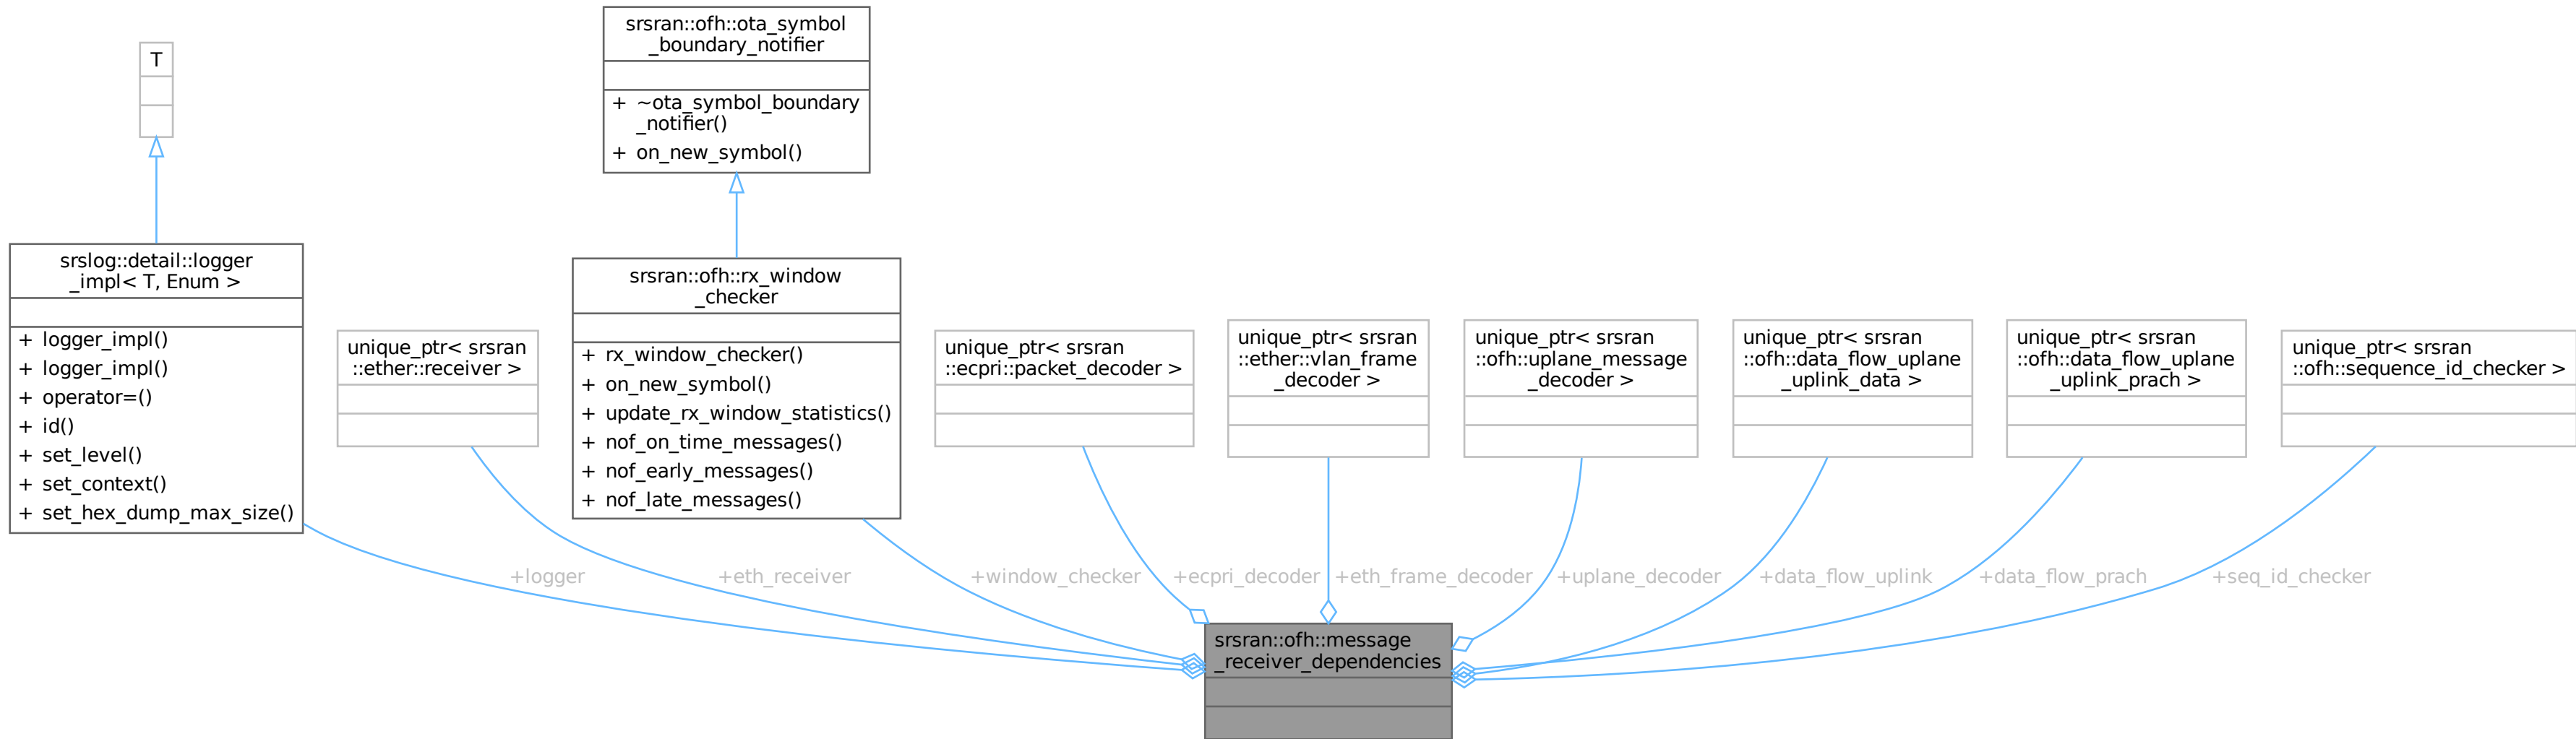 srsran::ofh::ota_symbol
_boundary_notifier
+ ~ota_symbol_boundary
_notifier()
+ on_new_symbol()
T
srslog::detail::logger
_impl< T, Enum >
+ logger_impl()
+ logger_impl()
+ operator=()
+ id()
+ set_level()
+ set_context()
+ set_hex_dump_max_size()
unique_ptr< srsran
::ether::receiver >
srsran::ofh::rx_window
_checker
+ rx_window_checker()
+ on_new_symbol()
+ update_rx_window_statistics()
+ nof_on_time_messages()
+ nof_early_messages()
+ nof_late_messages()
unique_ptr< srsran
::ecpri::packet_decoder >
unique_ptr< srsran
::ether::vlan_frame
_decoder >
unique_ptr< srsran
::ofh::uplane_message
_decoder >
unique_ptr< srsran
::ofh::data_flow_uplane
_uplink_data >
unique_ptr< srsran
::ofh::data_flow_uplane
_uplink_prach >
unique_ptr< srsran
::ofh::sequence_id_checker >
+logger
+eth_receiver
+window_checker
+ecpri_decoder
+eth_frame_decoder
+uplane_decoder
+data_flow_uplink
+data_flow_prach
+seq_id_checker
srsran::ofh::message
_receiver_dependencies